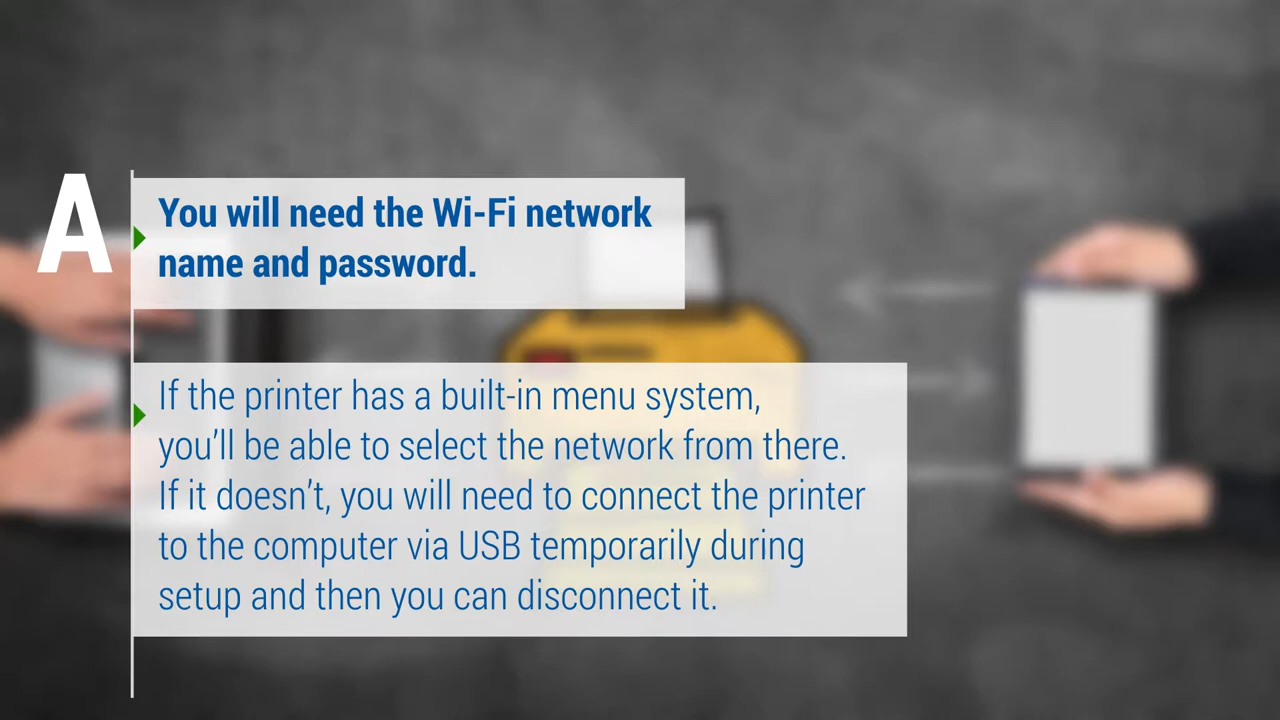 A
You will need the Wi-Fi network
name and password.
If the printer has a built-in menu system,
you’ll be able to select the network from there.
If it doesn’t, you will need to connect the printer
to the computer via USB temporarily during
setup and then you can disconnect it.